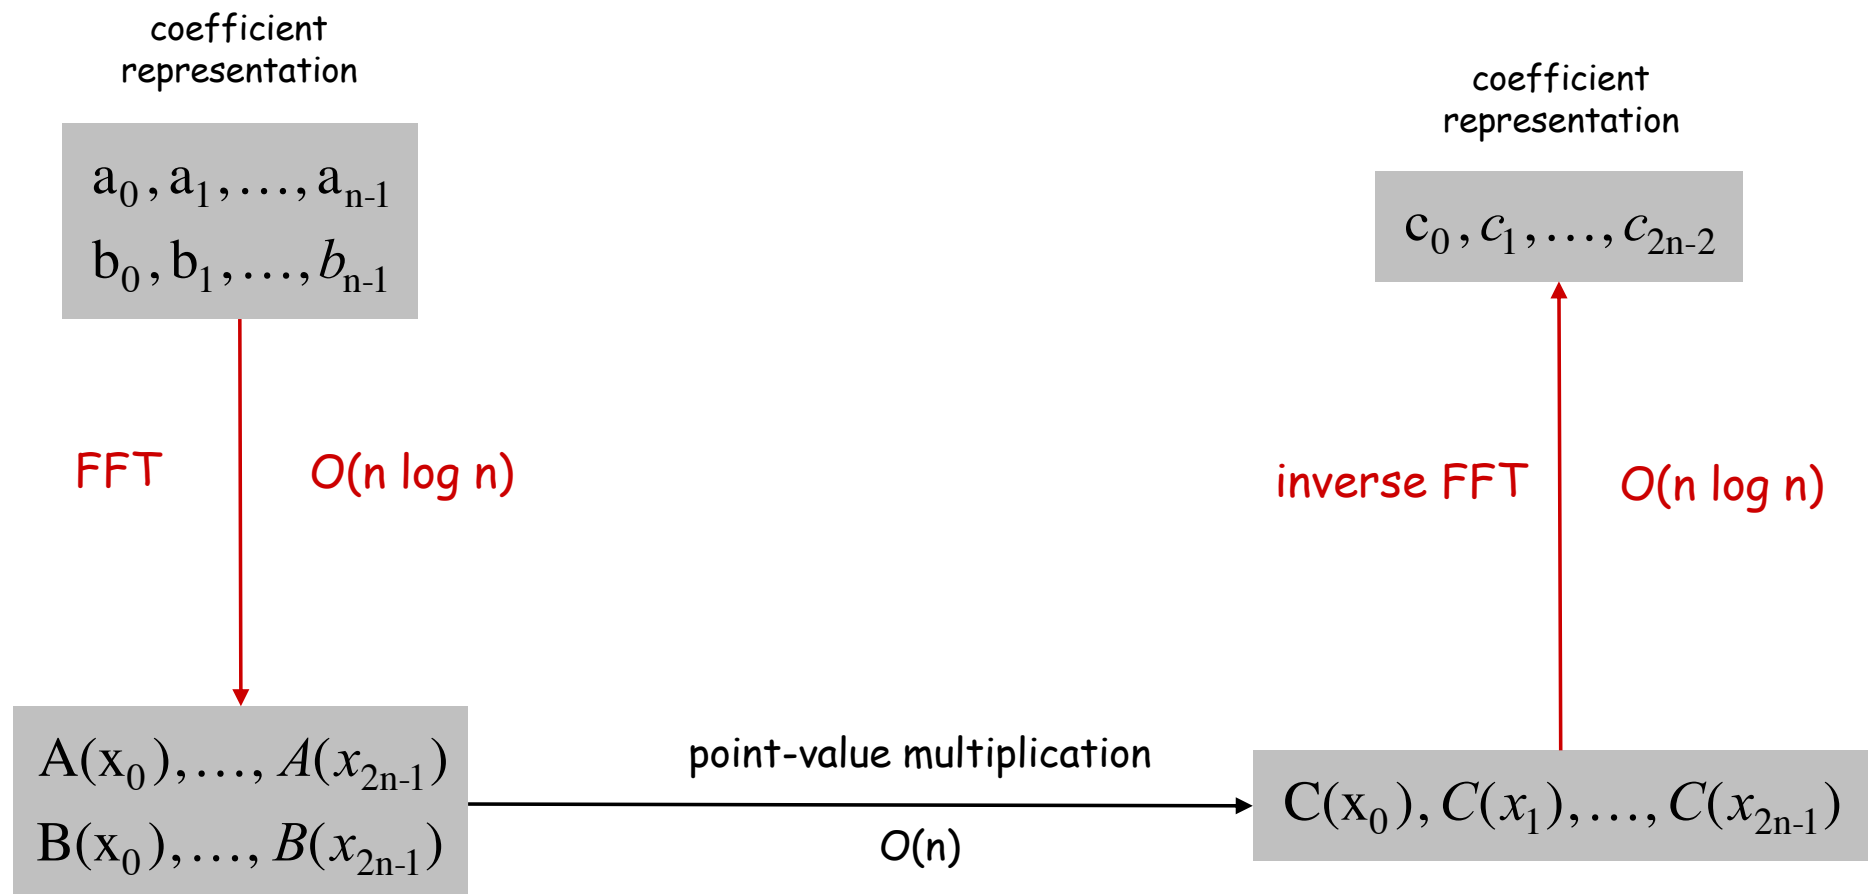 coefficient
representation
a₀, a₁, …, aₙ₋₁
b₀, b₁, …, bₙ₋₁
FFT
O(n log n)
A(x₀), …, A(x₂ₙ₋₁)
B(x₀), …, B(x₂ₙ₋₁)
point-value multiplication
O(n)
coefficient
representation
c₀, c₁, …, c₂ₙ₋₂
inverse FFT
O(n log n)
C(x₀), C(x₁), …, C(x₂ₙ₋₁)